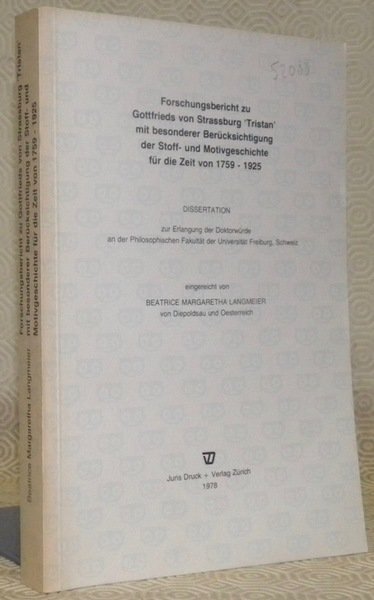 52085
Forschungsbericht zu
Gottfrieds von Strassburg 'Tristan'
mit besonderer Berücksichtigung
der Stoff- und Motivgeschichte
für die Zeit von 1759 - 1925
DISSERTATION
zur Erlangung der Doktorwürde
an der Philosophischen Fakultät der Universität Freiburg, Schweiz
eingereicht von
BEATRICE MARGARETHA LANGMEIER
von Diepoldsau und Oesterreich
Juris Druck + Verlag Zürich
1978
Beatrice Margaretha Langmeier
Forschungsbericht zu Gottfrieds von Strassburg 'Tristan'
mit besonderer Berücksichtigung der Stoff- und
Motivgeschichte für die Zeit von 1759 - 1925